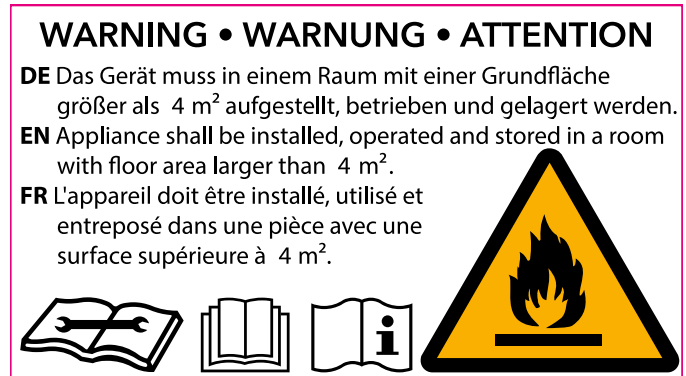 WARNING • WARNUNG • ATTENTION
DE Das Gerät muss in einem Raum mit einer Grundfläche
größer als 4 m² aufgestellt, betrieben und gelagert werden.
EN Appliance shall be installed, operated and stored in a room
with floor area larger than 4 m².
FR L'appareil doit être installé, utilisé et
entreposé dans une pièce avec une
surface supérieure à 4 m².
i